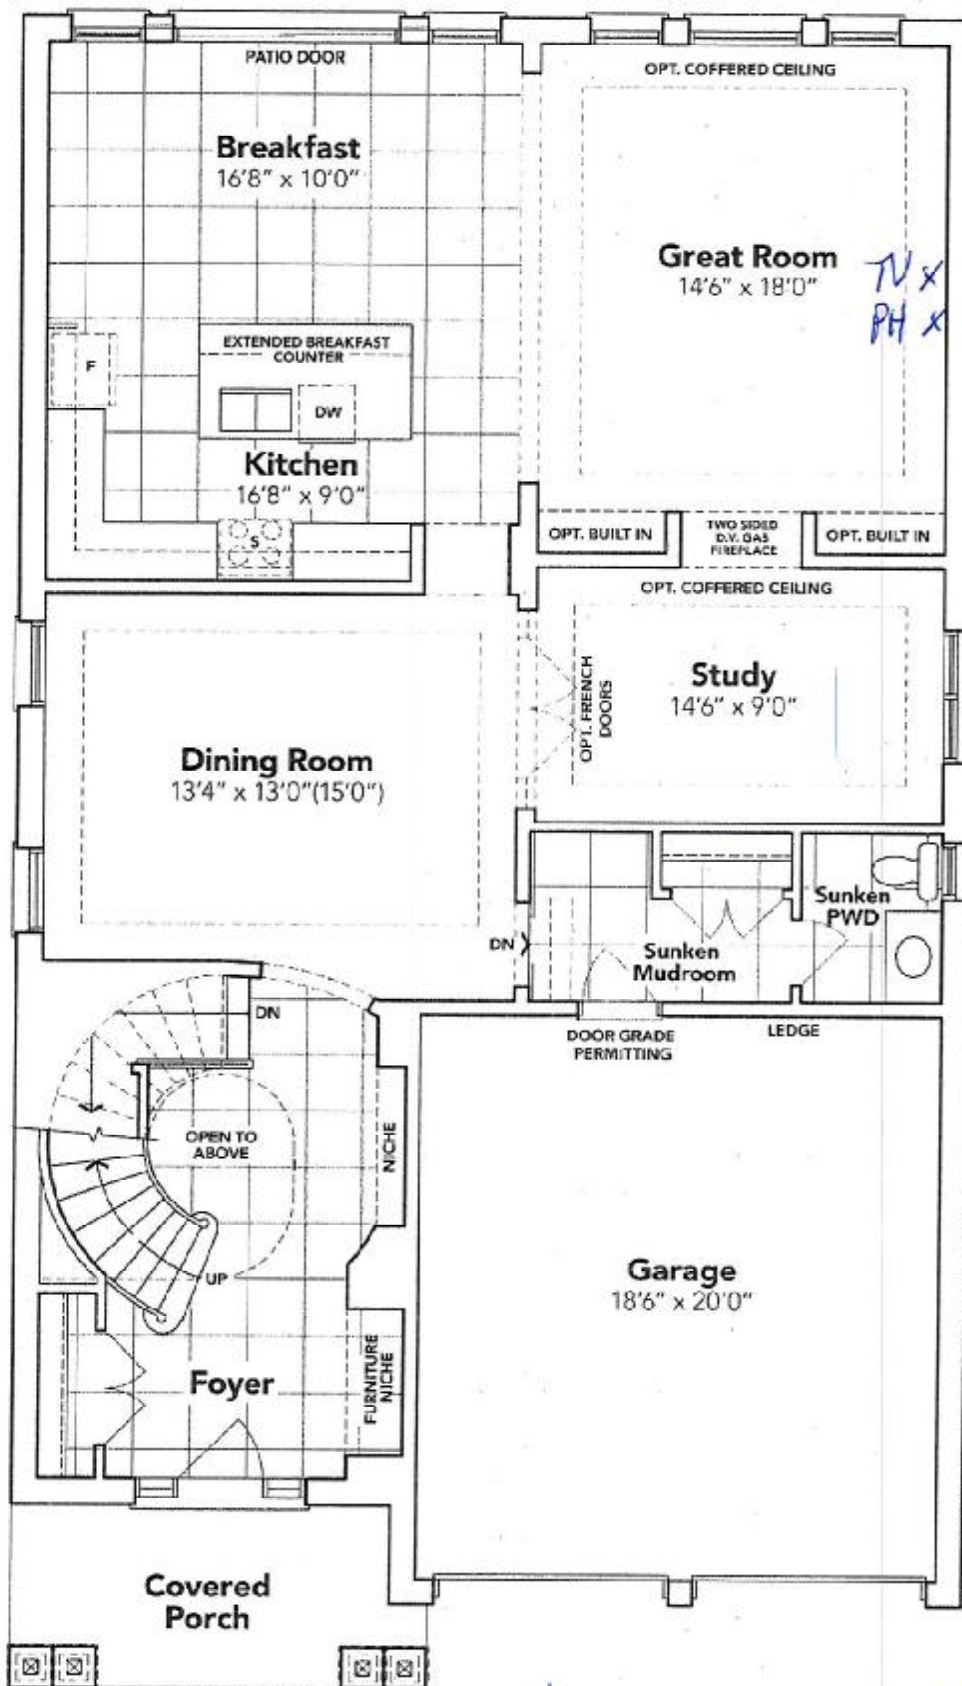 PATIO DOOR
OPT. COFFERED CEILING
Breakfast
16'8" x 10'0"
Great Room
14'6" x 18'0"
TV x
PH x
EXTENDED BREAKFAST
COUNTER
F
DW
Kitchen
16'8" x 9'0"
S
OPT. BUILT IN
TWO SIDED
D.V. GAS
FIREPLACE
OPT. BUILT IN
OPT. COFFERED CEILING
OPT. FRENCH
DOORS
Study
14'6" x 9'0"
Dining Room
13'4" x 13'0"(15'0")
Sunken
PWD
DN
Sunken
Mudroom
DN
DOOR GRADE
PERMITTING
LEDGE
OPEN TO
ABOVE
NICHE
UP
Garage
18'6" x 20'0"
Foyer
FURNITURE
NICHE
Covered
Porch